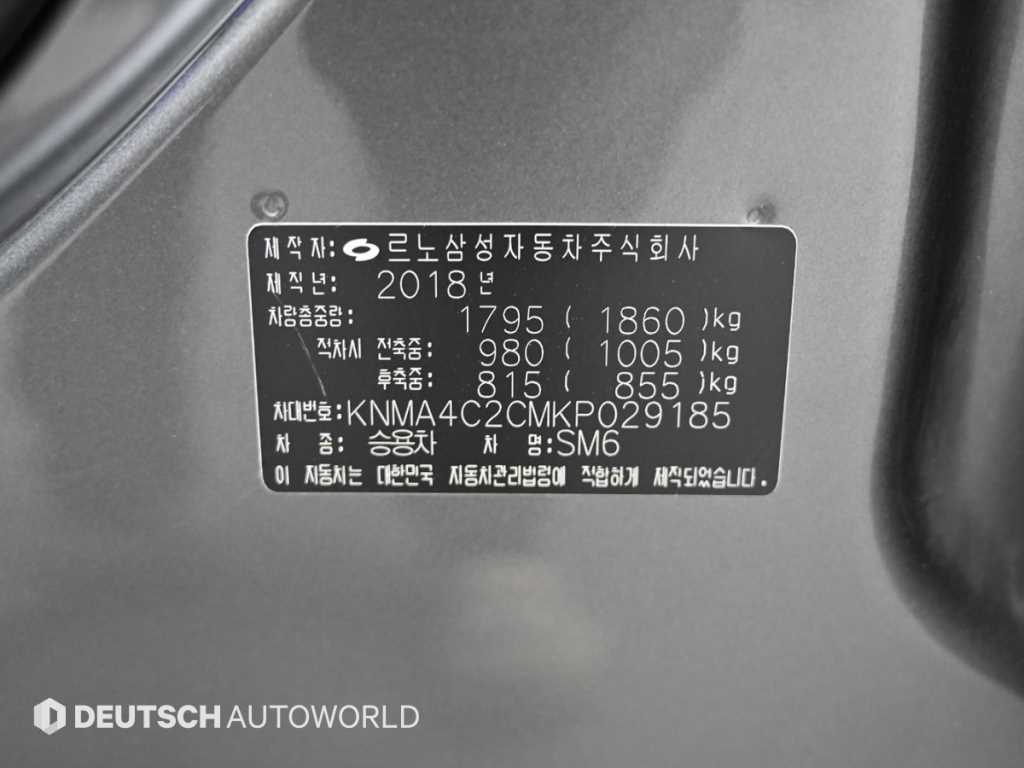 제작자: 르노삼성자동차주식회사
제작년: 2018년
차량총중량: 1795 ( 1860 )kg
적차시 전축중: 980 ( 1005 )kg
후축중: 815 ( 855 )kg
차대번호:KNMA4C2CMKP029185
차 종: 승용차 차 명:SM6
이 자동차는 대한민국 자동차관리법령에 적합하게 제작되었습니다.
DEUTSCH AUTOWORLD